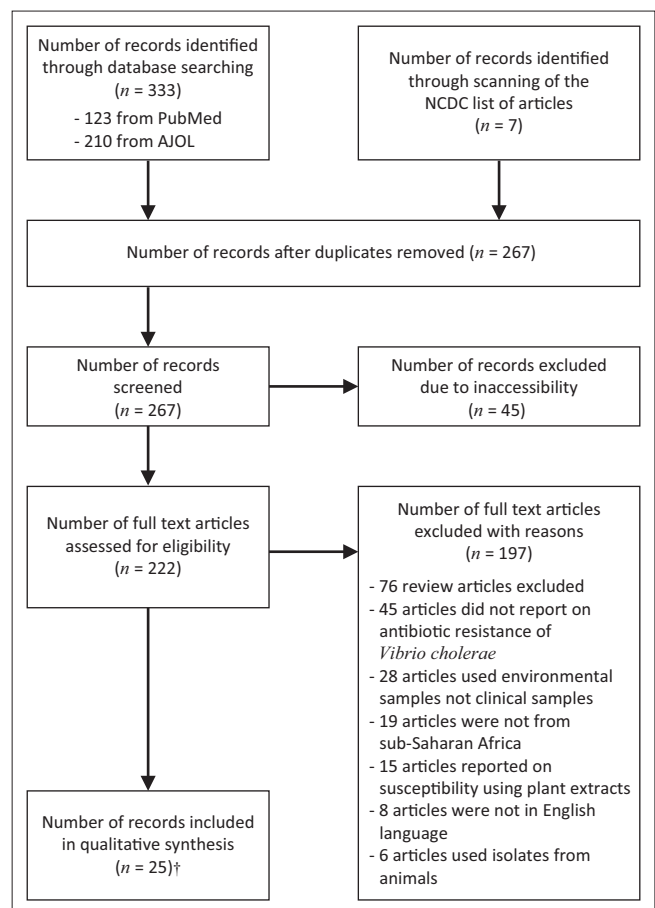 Number of records identified
through database searching
(n = 333)
- 123 from PubMed
- 210 from AJOL
Number of records identified
through scanning of the
NCDC list of articles
(n = 7)
Number of records after duplicates removed (n = 267)
Number of records
screened
(n = 267)
Number of records excluded
due to inaccessibility
(n = 45)
Number of full text articles
assessed for eligibility
(n = 222)
Number of full text articles
excluded with reasons
(n = 197)
- 76 review articles excluded
- 45 articles did not report on
antibiotic resistance of
Vibrio cholerae
- 28 articles used environmental
samples not clinical samples
- 19 articles were not from
sub-Saharan Africa
- 15 articles reported on
susceptibility using plant extracts
- 8 articles were not in English
language
- 6 articles used isolates from
animals
Number of records included
in qualitative synthesis
(n = 25)†